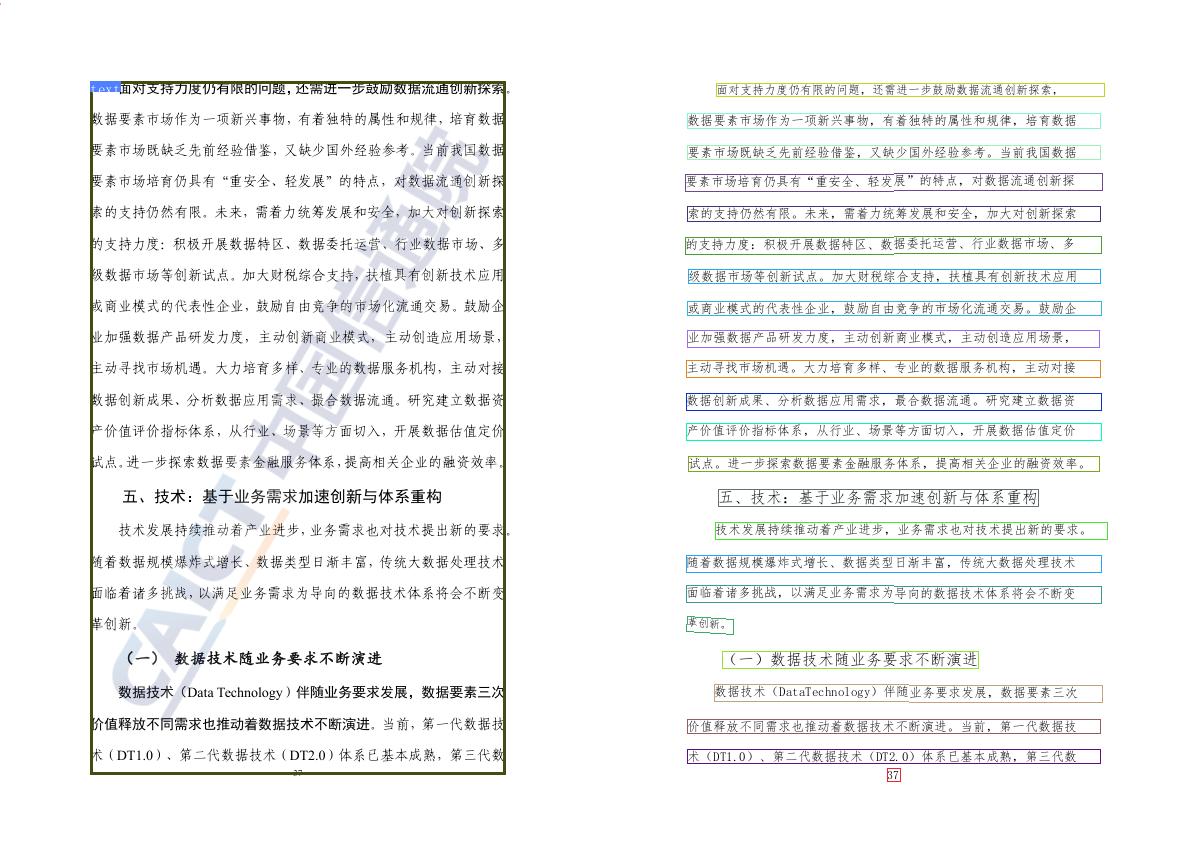 text面对支持力度仍有限的问题，还需进一步鼓励数据流通创新探索。
数据要素市场作为一项新兴事物，有着独特的属性和规律，培育数据
要素市场既缺乏先前经验借鉴，又缺少国外经验参考。当前我国数据
要素市场培育仍具有“重安全、轻发展”的特点，对数据流通创新探
索的支持仍然有限。未来，需着力统筹发展和安全，加大对创新探索
的支持力度：积极开展数据特区、数据委托运营、行业数据市场、多
级数据市场等创新试点。加大财税综合支持，扶植具有创新技术应用
或商业模式的代表性企业，鼓励自由竞争的市场化流通交易。鼓励企
业加强数据产品研发力度，主动创新商业模式，主动创造应用场景，
主动寻找市场机遇。大力培育多样、专业的数据服务机构，主动对接
数据创新成果、分析数据应用需求，撮合数据流通。研究建立数据资
产价值评价指标体系，从行业、场景等方面切入，开展数据估值定价
试点。进一步探索数据要素金融服务体系，提高相关企业的融资效率。
五、技术：基于业务需求加速创新与体系重构
技术发展持续推动着产业进步，业务需求也对技术提出新的要求。
随着数据规模爆炸式增长、数据类型日渐丰富，传统大数据处理技术
面临着诸多挑战，以满足业务需求为导向的数据技术体系将会不断变
革创新。
（一） 数据技术随业务要求不断演进
数据技术（Data Technology）伴随业务要求发展，数据要素三次
价值释放不同需求也推动着数据技术不断演进。当前，第一代数据技
术（DT1.0）、第二代数据技术（DT2.0）体系已基本成熟，第三代数
37
CAICT 中国信通院
面对支持力度仍有限的问题，还需进一步鼓励数据流通创新探索，
数据要素市场作为一项新兴事物，有着独特的属性和规律，培育数据
要素市场既缺乏先前经验借鉴，又缺少国外经验参考。当前我国数据
要素市场培育仍具有“重安全、轻发展”的特点，对数据流通创新探
索的支持仍然有限。未来，需着力统筹发展和安全，加大对创新探索
的支持力度：积极开展数据特区、数据委托运营、行业数据市场、多
级数据市场等创新试点。加大财税综合支持，扶植具有创新技术应用
或商业模式的代表性企业，鼓励自由竞争的市场化流通交易。鼓励企
业加强数据产品研发力度，主动创新商业模式，主动创造应用场景，
主动寻找市场机遇。大力培育多样、专业的数据服务机构，主动对接
数据创新成果、分析数据应用需求，最合数据流通。研究建立数据资
产价值评价指标体系，从行业、场景等方面切入，开展数据估值定价
试点。进一步探索数据要素金融服务体系，提高相关企业的融资效率。
五、技术：基于业务需求加速创新与体系重构
技术发展持续推动着产业进步，业务需求也对技术提出新的要求。
随着数据规模爆炸式增长、数据类型日渐丰富，传统大数据处理技术
面临着诸多挑战，以满足业务需求为导向的数据技术体系将会不断变
革创新。
（一）数据技术随业务要求不断演进
数据技术（DataTechnology）伴随业务要求发展，数据要素三次
价值释放不同需求也推动着数据技术不断演进。当前，第一代数据技
术（DT1.0）、第二代数据技术（DT2.0）体系已基本成熟，第三代数
37